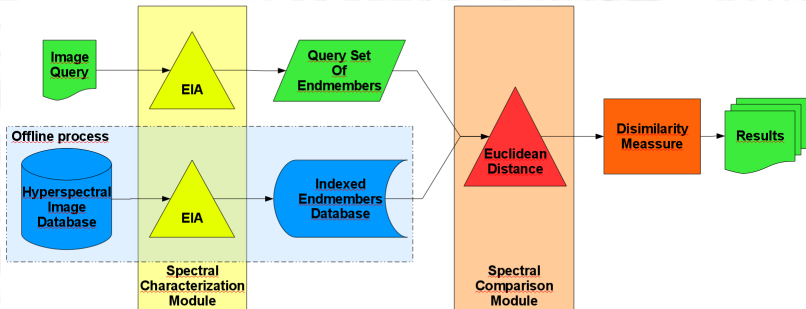 Image
Query
EIA
Query Set
Of
Endmembers
Offline process
Hyperspectral
Image
Database
EIA
Indexed
Endmembers
Database
Euclidean
Distance
Disimilarity
Meassure
Results
Spectral
Characterization
Module
Spectral
Comparison
Module